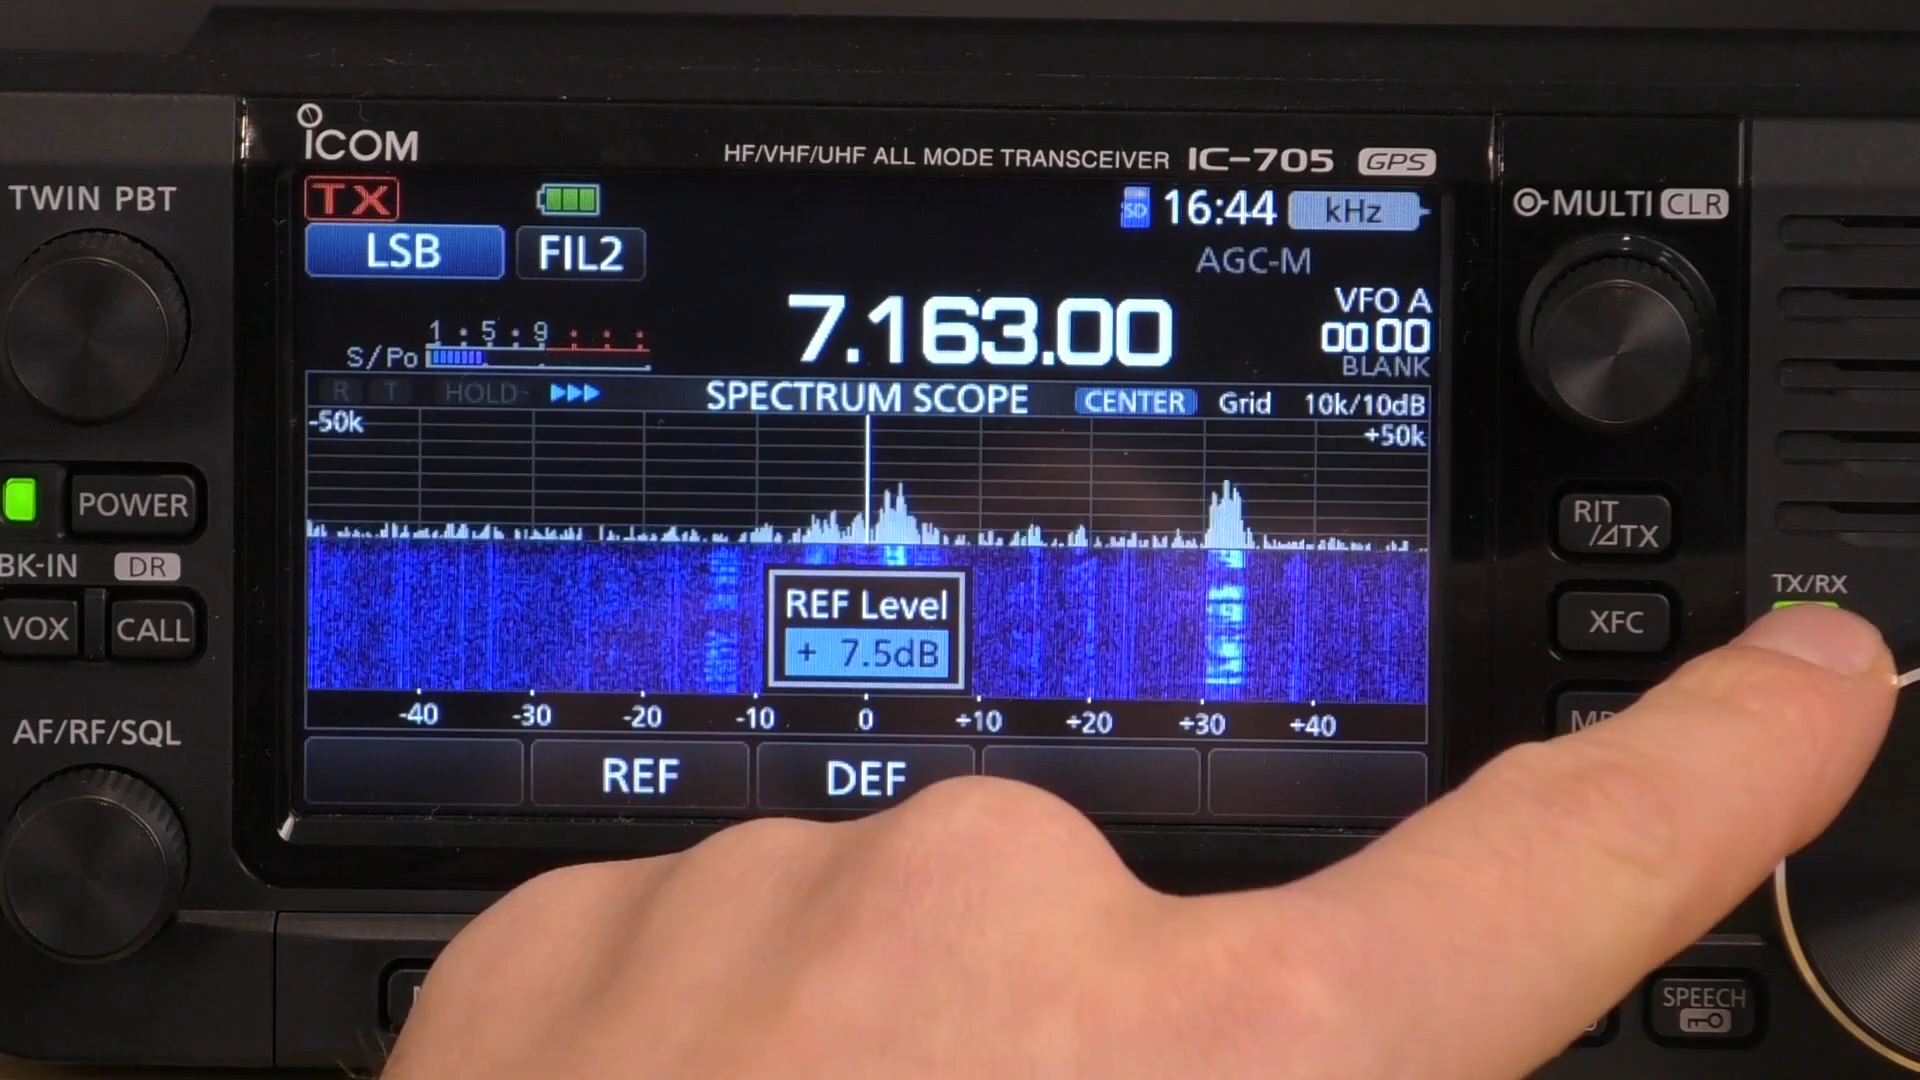 ICOM
HF/VHF/UHF ALL MODE TRANSCEIVER IC-705 GPS
TWIN PBT
TX
SD 16:44 kHz
MULTI CLR
LSB FIL2
AGC-M
7.163.00
VFO A
00 00
BLANK
1 5 9
S/Po
R T HOLD SPECTRUM SCOPE CENTER Grid 10k/10dB
-50k +50k
POWER
RIT
/⊿TX
BK-IN DR
TX/RX
VOX CALL
XFC
REF Level
+ 7.5dB
-40 -30 -20 -10 0 +10 +20 +30 +40
AF/RF/SQL
REF DEF
SPEECH